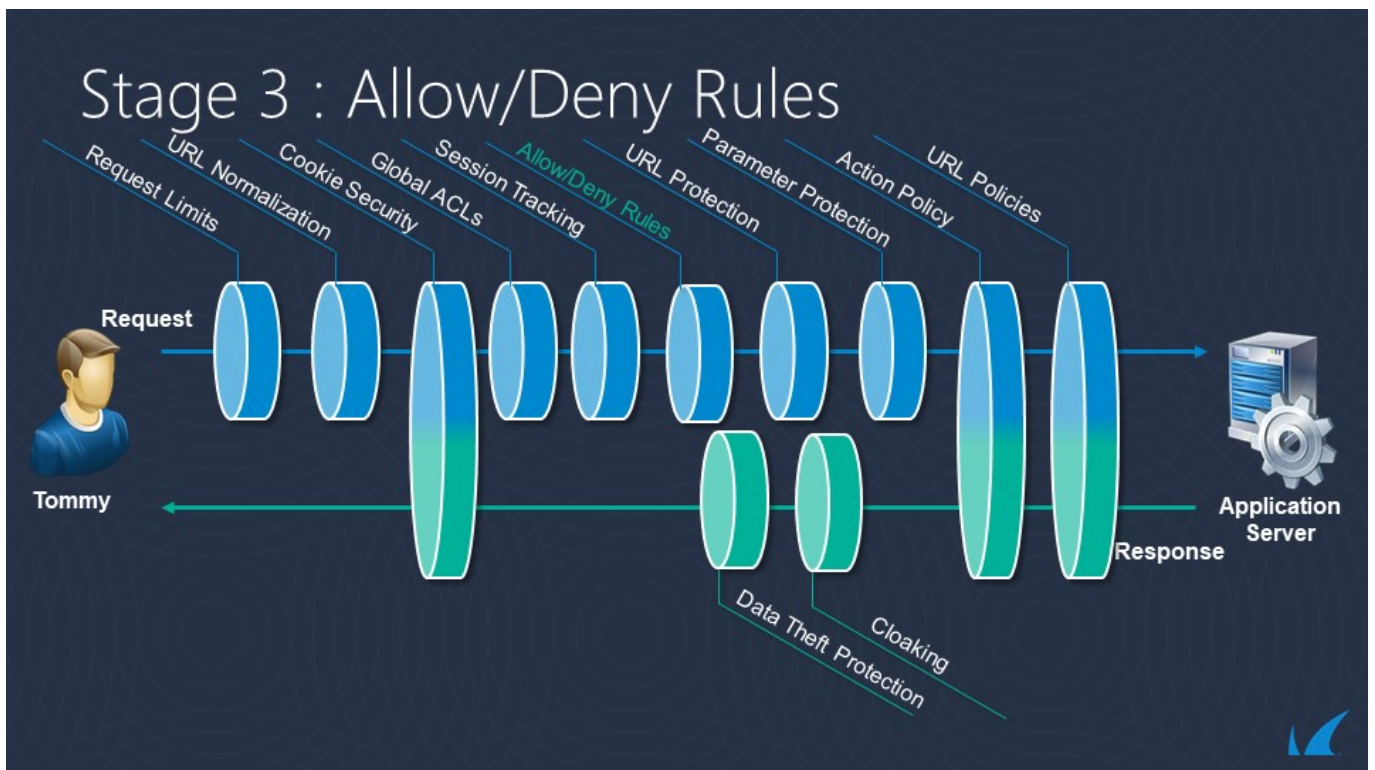 Stage 3 : Allow/Deny Rules
Request Limits
URL Normalization
Cookie Security
Global ACLs
Session Tracking
Allow/Deny Rules
URL Protection
Parameter Protection
Action Policy
URL Policies
Request
Tommy
Application
Server
Response
Data Theft Protection
Cloaking